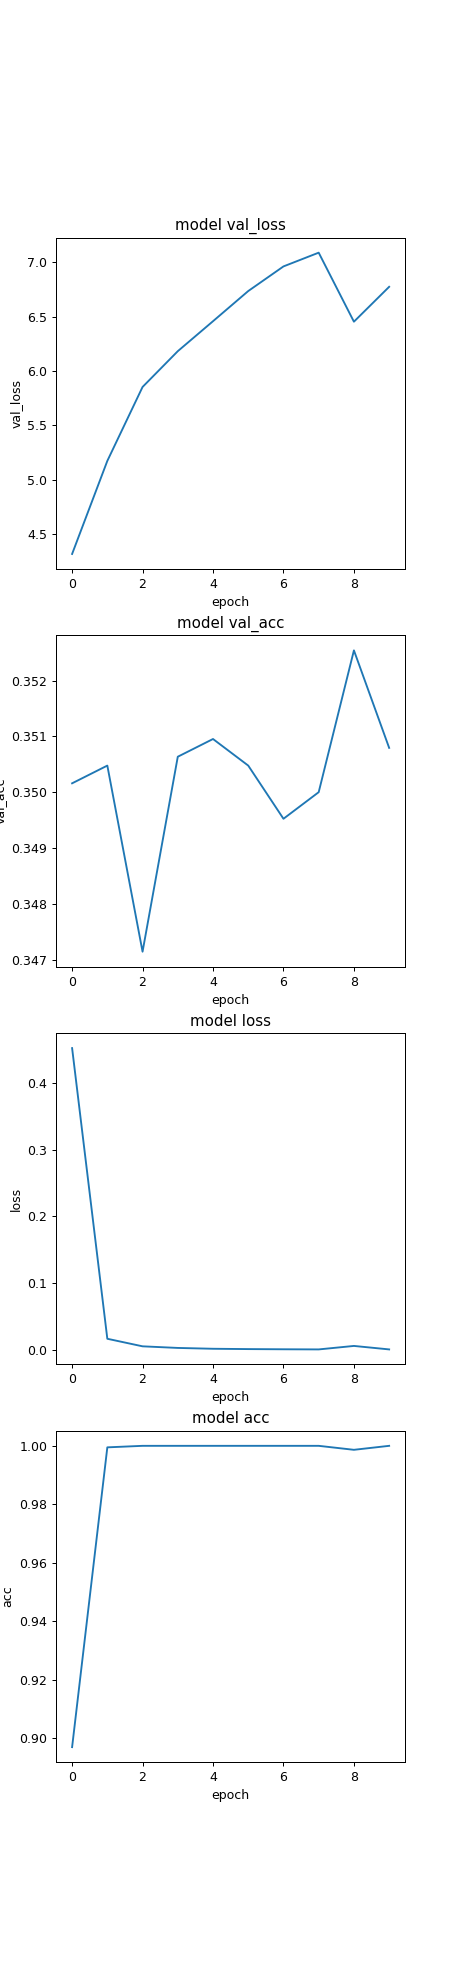 model val_loss
7.0
6.5
6.0
5.5
5.0
4.5
val_loss
0 2 4 6 8
epoch
model val_acc
0.352
0.351
0.350
0.349
0.348
0.347
val_acc
0 2 4 6 8
epoch
model loss
0.4
0.3
0.2
0.1
0.0
loss
0 2 4 6 8
epoch
model acc
1.00
0.98
0.96
0.94
0.92
0.90
acc
0 2 4 6 8
epoch